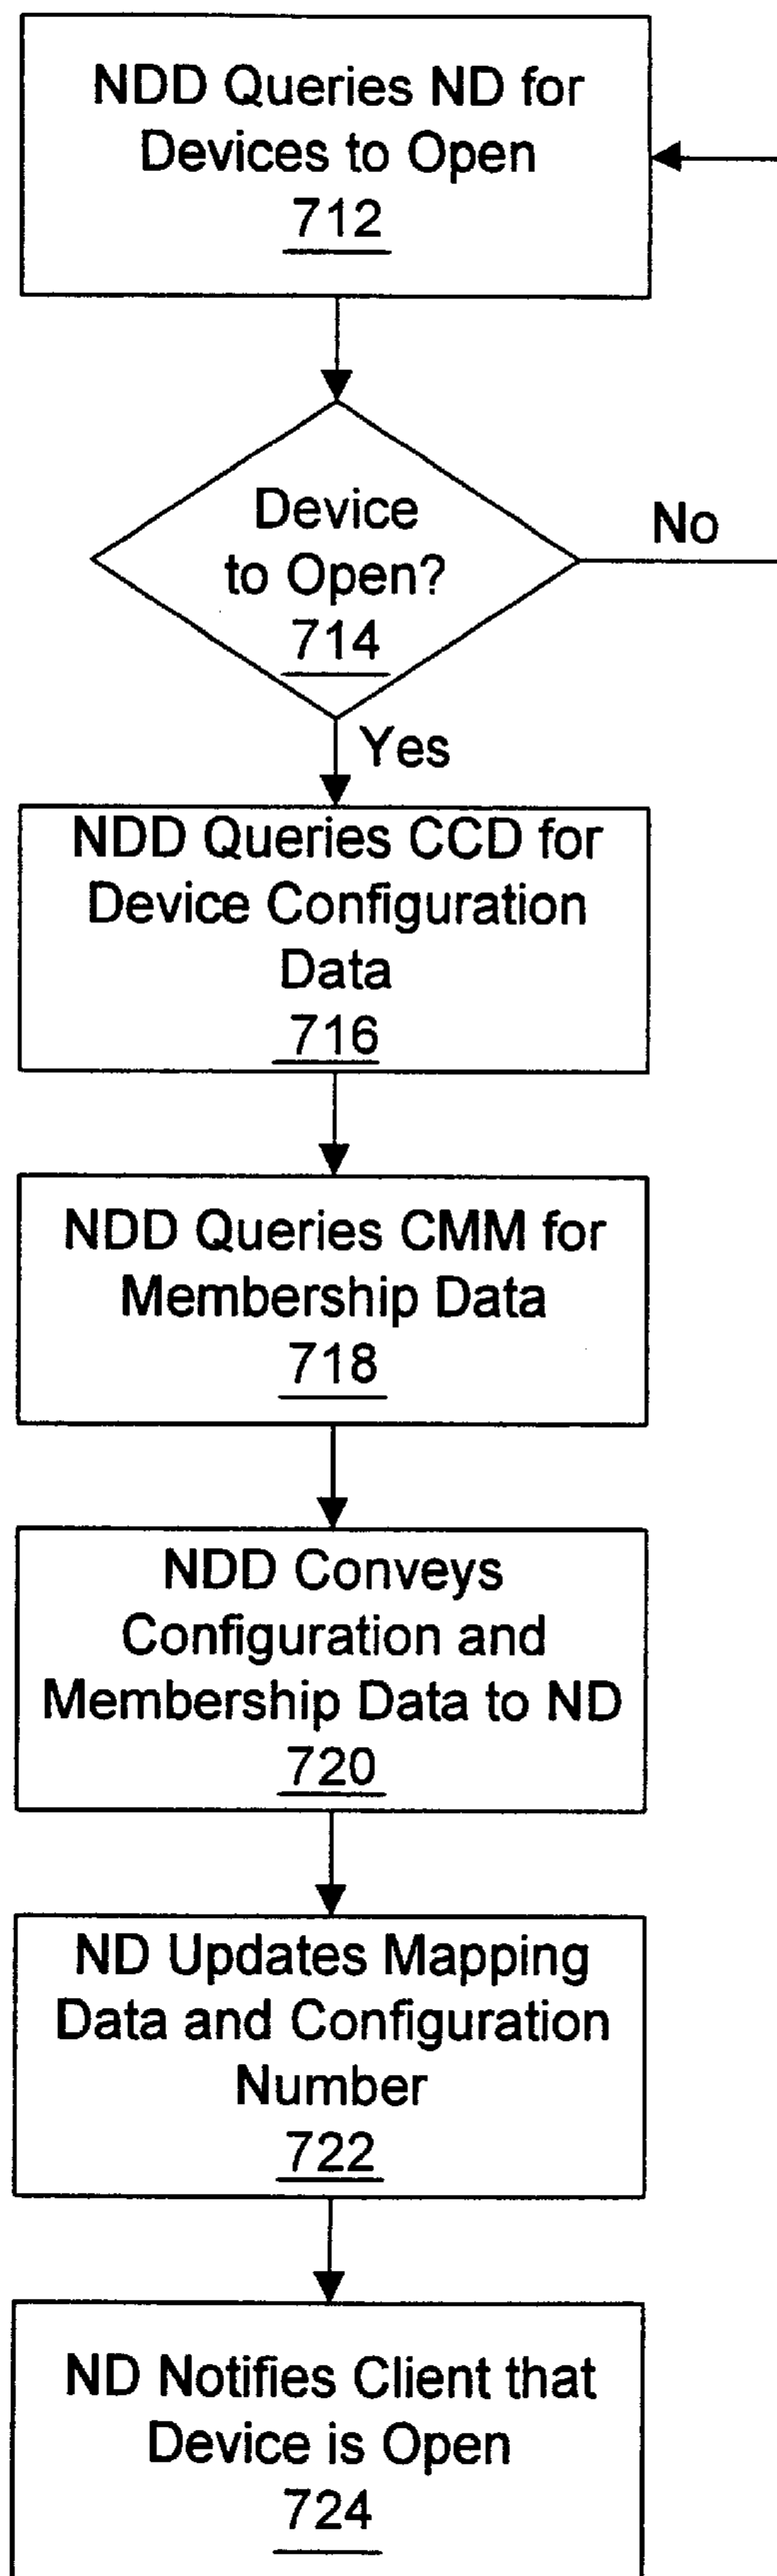 NDD Queries ND for
Devices to Open
712
Device
to Open?
714
No
Yes
NDD Queries CCD for
Device Configuration
Data
716
NDD Queries CMM for
Membership Data
718
NDD Conveys
Configuration and
Membership Data to ND
720
ND Updates Mapping
Data and Configuration
Number
722
ND Notifies Client that
Device is Open
724